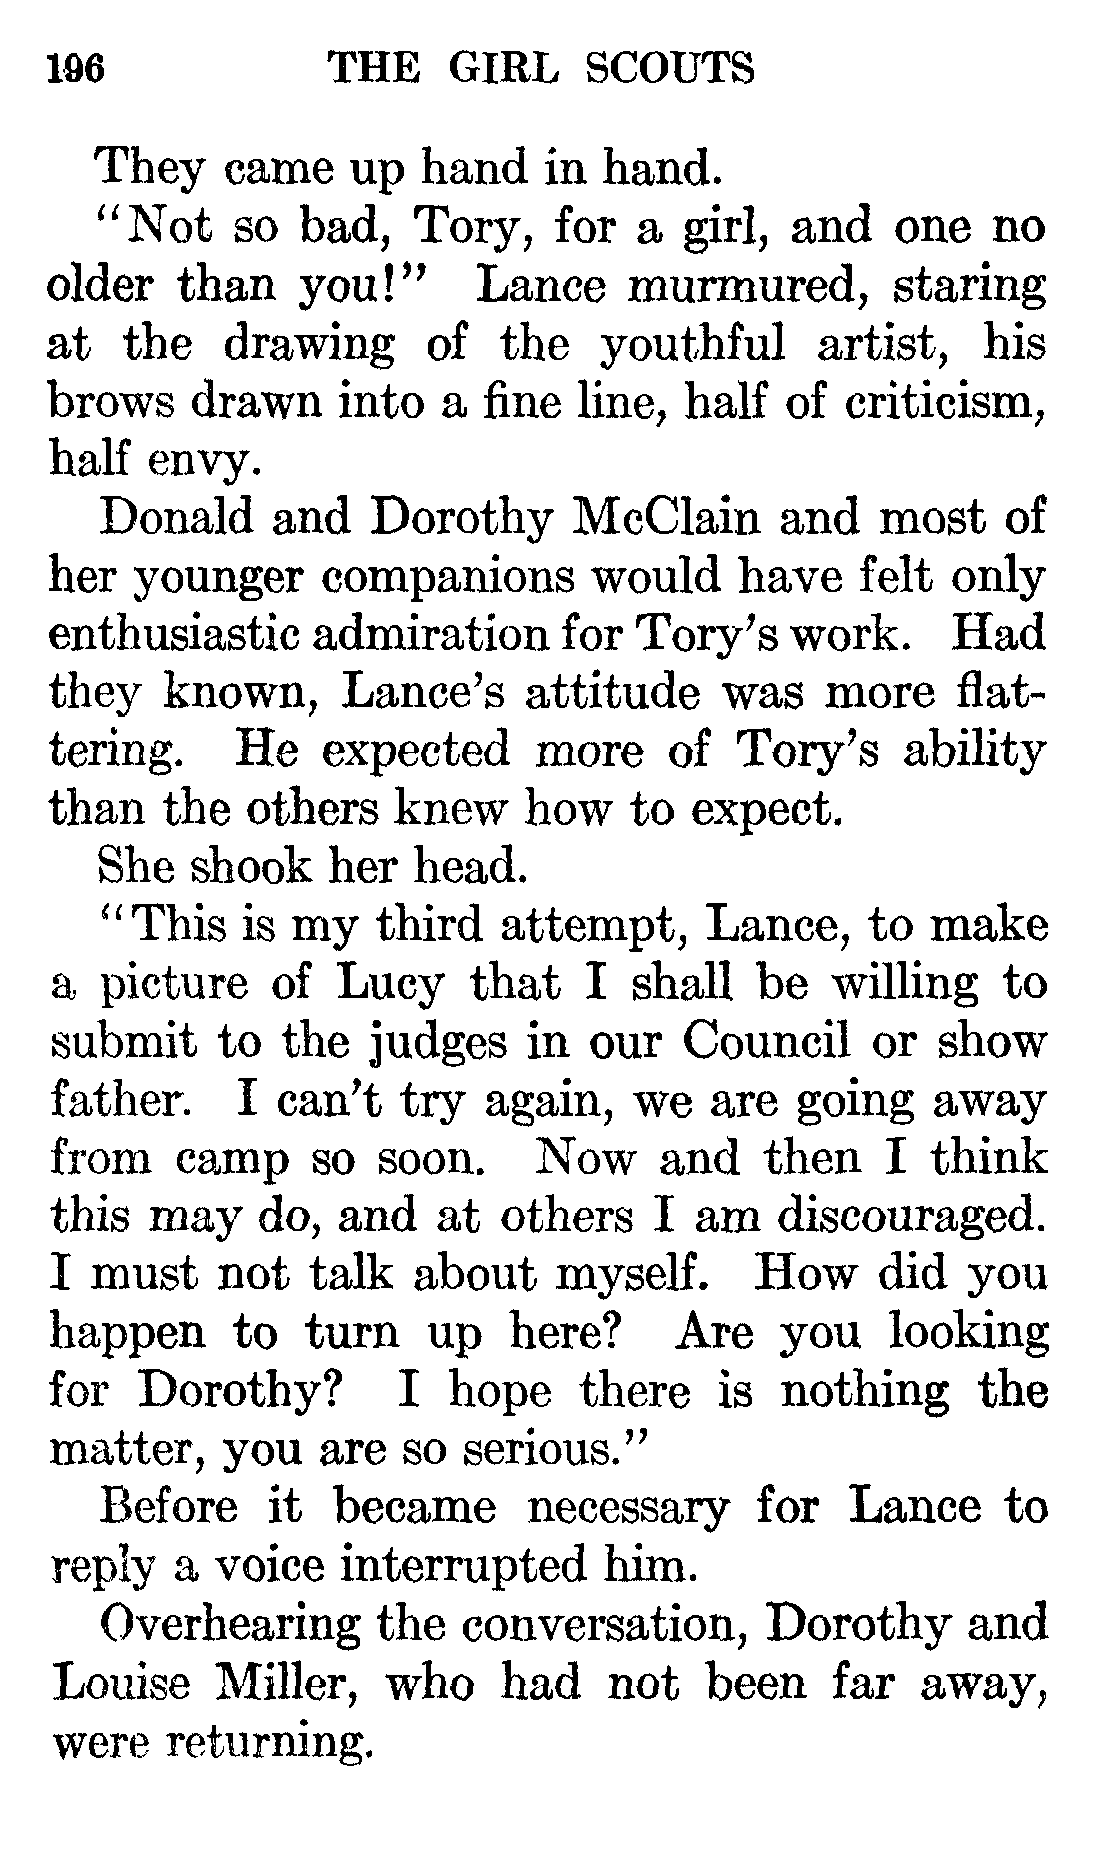 196 THE GIRL SCOUTS
They came up hand in hand.
"Not so bad, Tory, for a girl, and one no
older than you!" Lance murmured, staring
at the drawing of the youthful artist, his
brows drawn into a fine line, half of criticism,
half envy.
Donald and Dorothy McClain and most of
her younger companions would have felt only
enthusiastic admiration for Tory's work. Had
they known, Lance's attitude was more flat-
tering. He expected more of Tory's ability
than the others knew how to expect.
She shook her head.
"This is my third attempt, Lance, to make
a picture of Lucy that I shall be willing to
submit to the judges in our Council or show
father. I can't try again, we are going away
from camp so soon. Now and then I think
this may do, and at others I am discouraged.
I must not talk about myself. How did you
happen to turn up here? Are you looking
for Dorothy? I hope there is nothing the
matter, you are so serious."
Before it became necessary for Lance to
reply a voice interrupted him.
Overhearing the conversation, Dorothy and
Louise Miller, who had not been far away,
were returning.